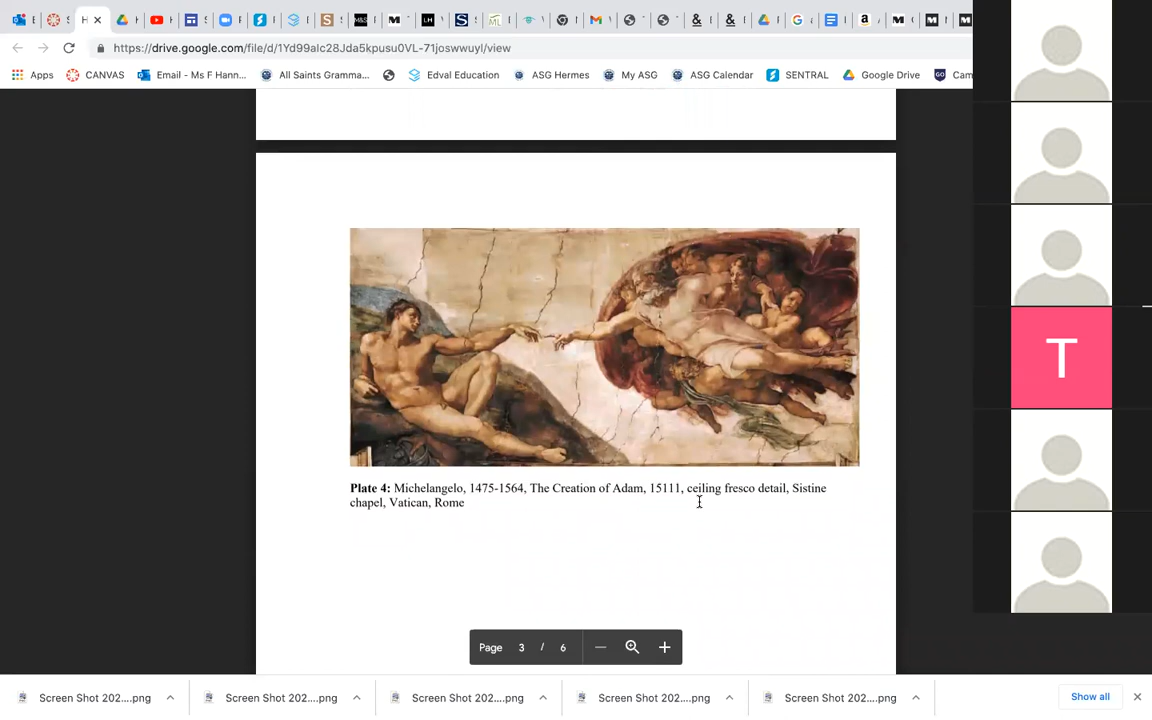 https://drive.google.com/file/d/1Yd99alc28Jda5kpusu0VL-71joswwuyl/view
Apps CANVAS Email - Ms F Hann... All Saints Gramma... Edval Education ASG Hermes My ASG ASG Calendar SENTRAL Google Drive Cam
T
Plate 4: Michelangelo, 1475-1564, The Creation of Adam, 15111, ceiling fresco detail, Sistine
chapel, Vatican, Rome
Page 3 / 6
Screen Shot 202....png Screen Shot 202....png Screen Shot 202....png Screen Shot 202....png Screen Shot 202....png Show all